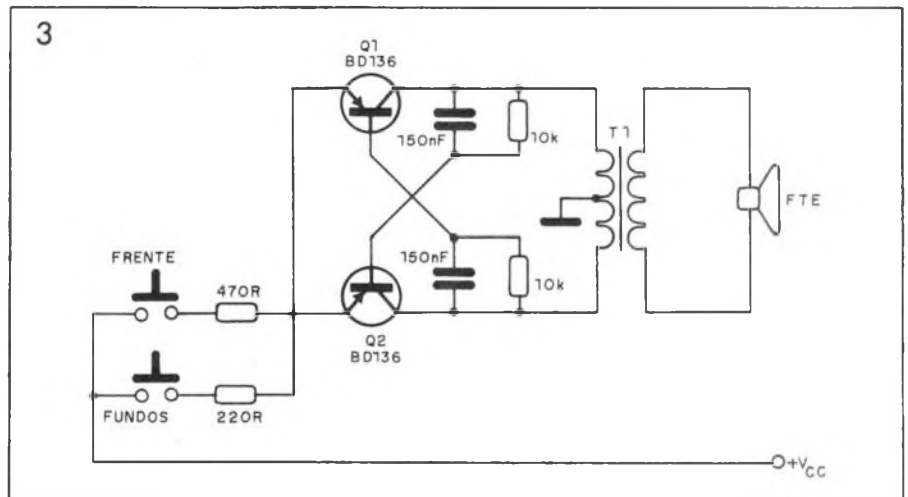 3
Q1
BD136
150nF
10k
T1
FTE
150nF
10k
FRENTE
470R
Q2
BD136
FUNDOS
220R
+VCC